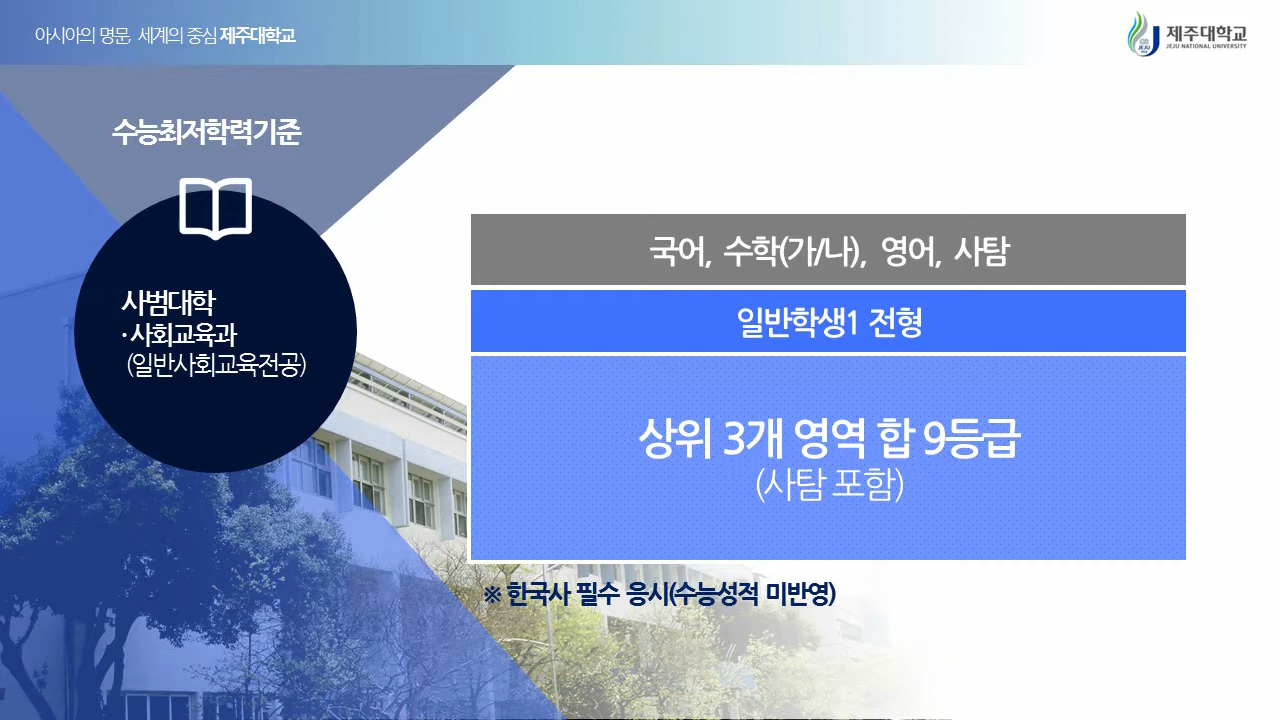 아시아의 명문, 세계의 중심 제주대학교
제주대학교
JEJU NATIONAL UNIVERSITY
JEJU
수능최저학력기준
사범대학
·사회교육과
(일반사회교육전공)
국어, 수학(가/나), 영어, 사탐
일반학생1 전형
상위 3개 영역 합 9등급
(사탐 포함)
※ 한국사 필수 응시(수능성적 미반영)